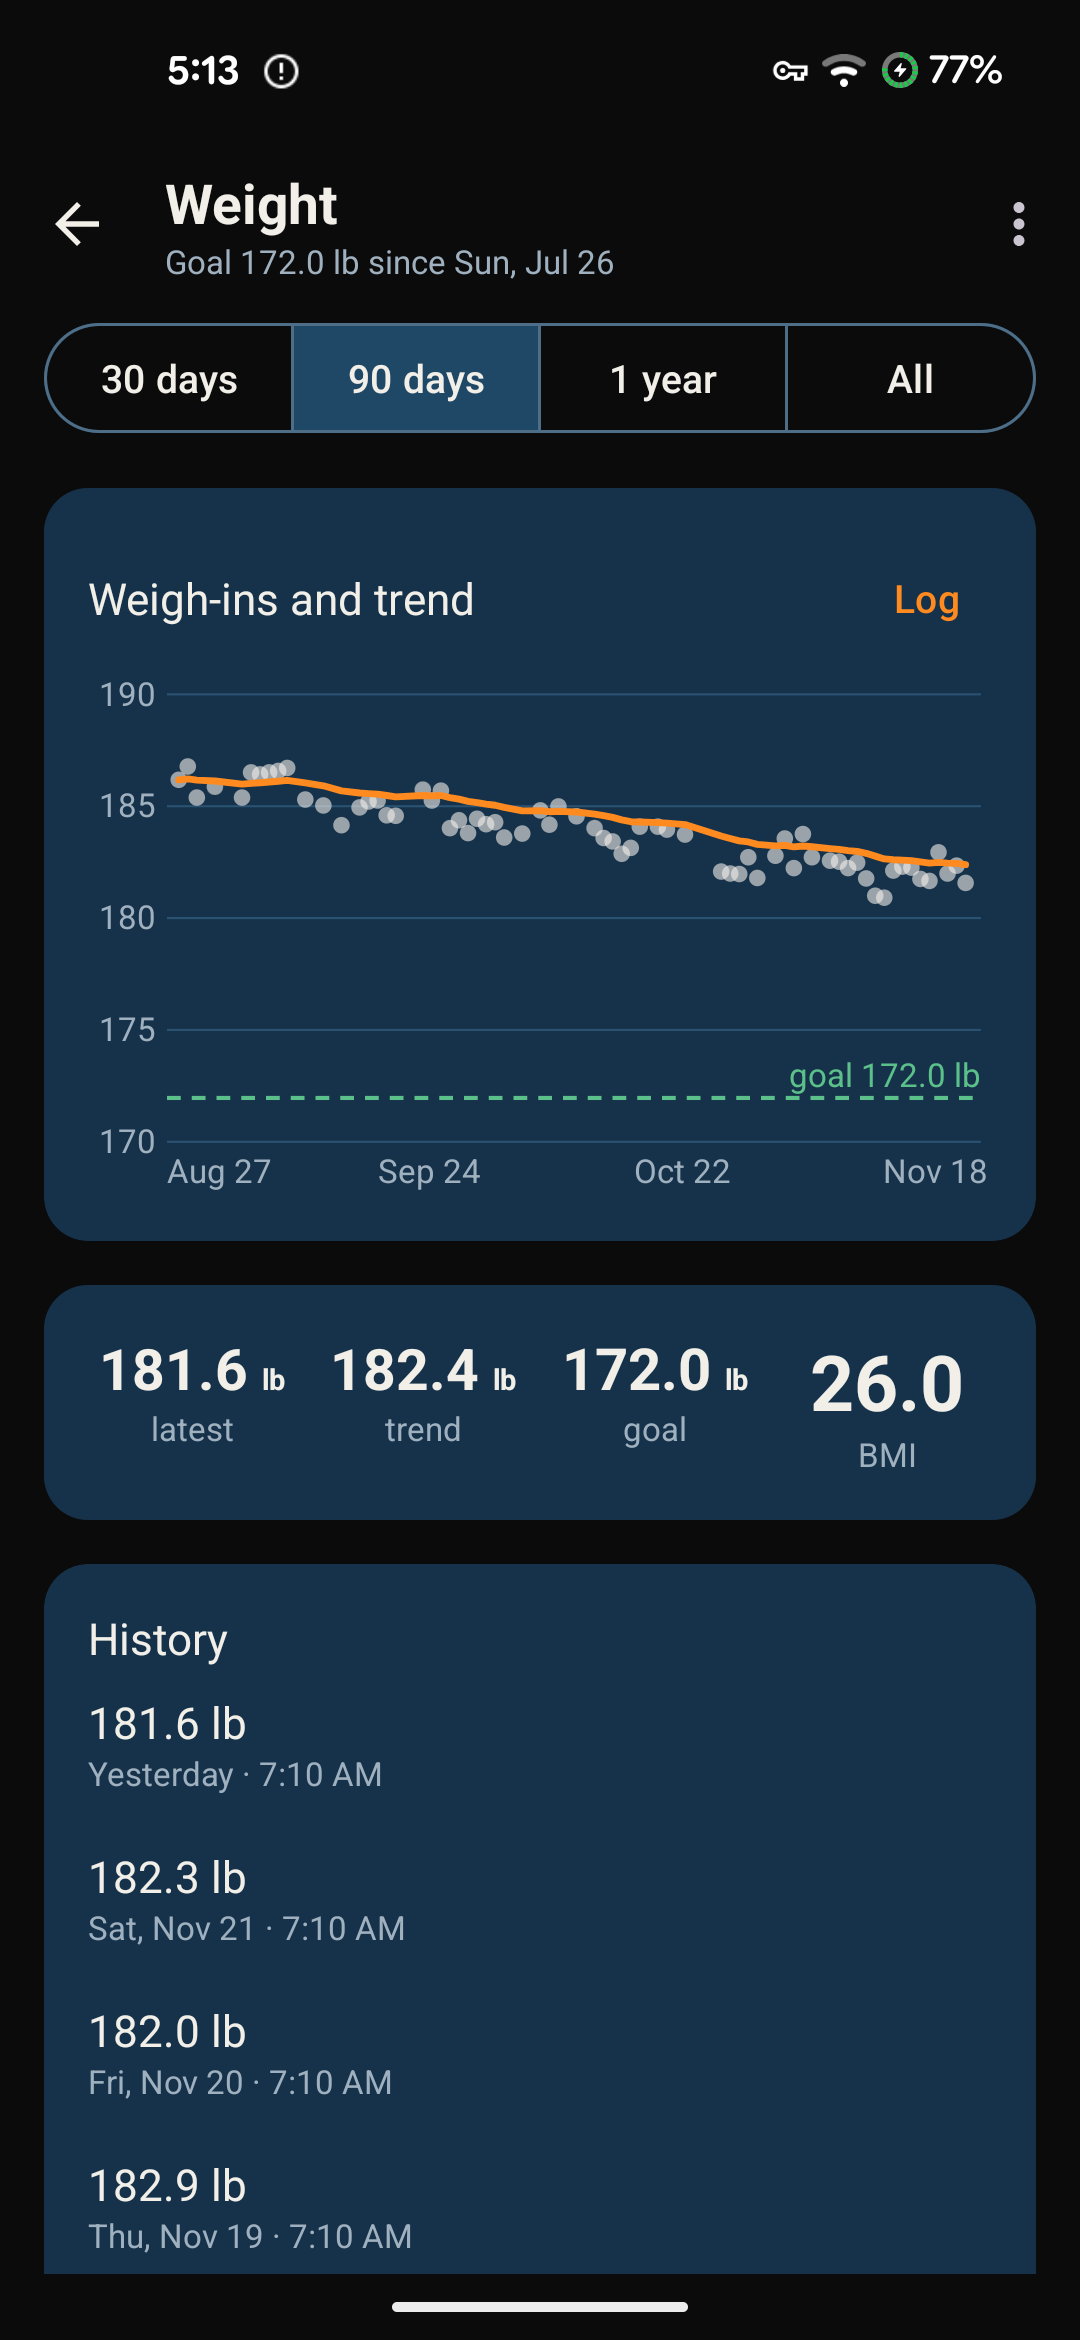 5:13
77%
Weight
Goal 172.0 lb since Sun, Jul 26
30 days
90 days
1 year
All
Weigh-ins and trend
Log
190
185
180
175
goal 172.0 lb
170
Aug 27
Sep 24
Oct 22
Nov 18
181.6 lb
latest
182.4 lb
trend
172.0 lb
goal
26.0
BMI
History
181.6 lb
Yesterday · 7:10 AM
182.3 lb
Sat, Nov 21 · 7:10 AM
182.0 lb
Fri, Nov 20 · 7:10 AM
182.9 lb
Thu, Nov 19 · 7:10 AM